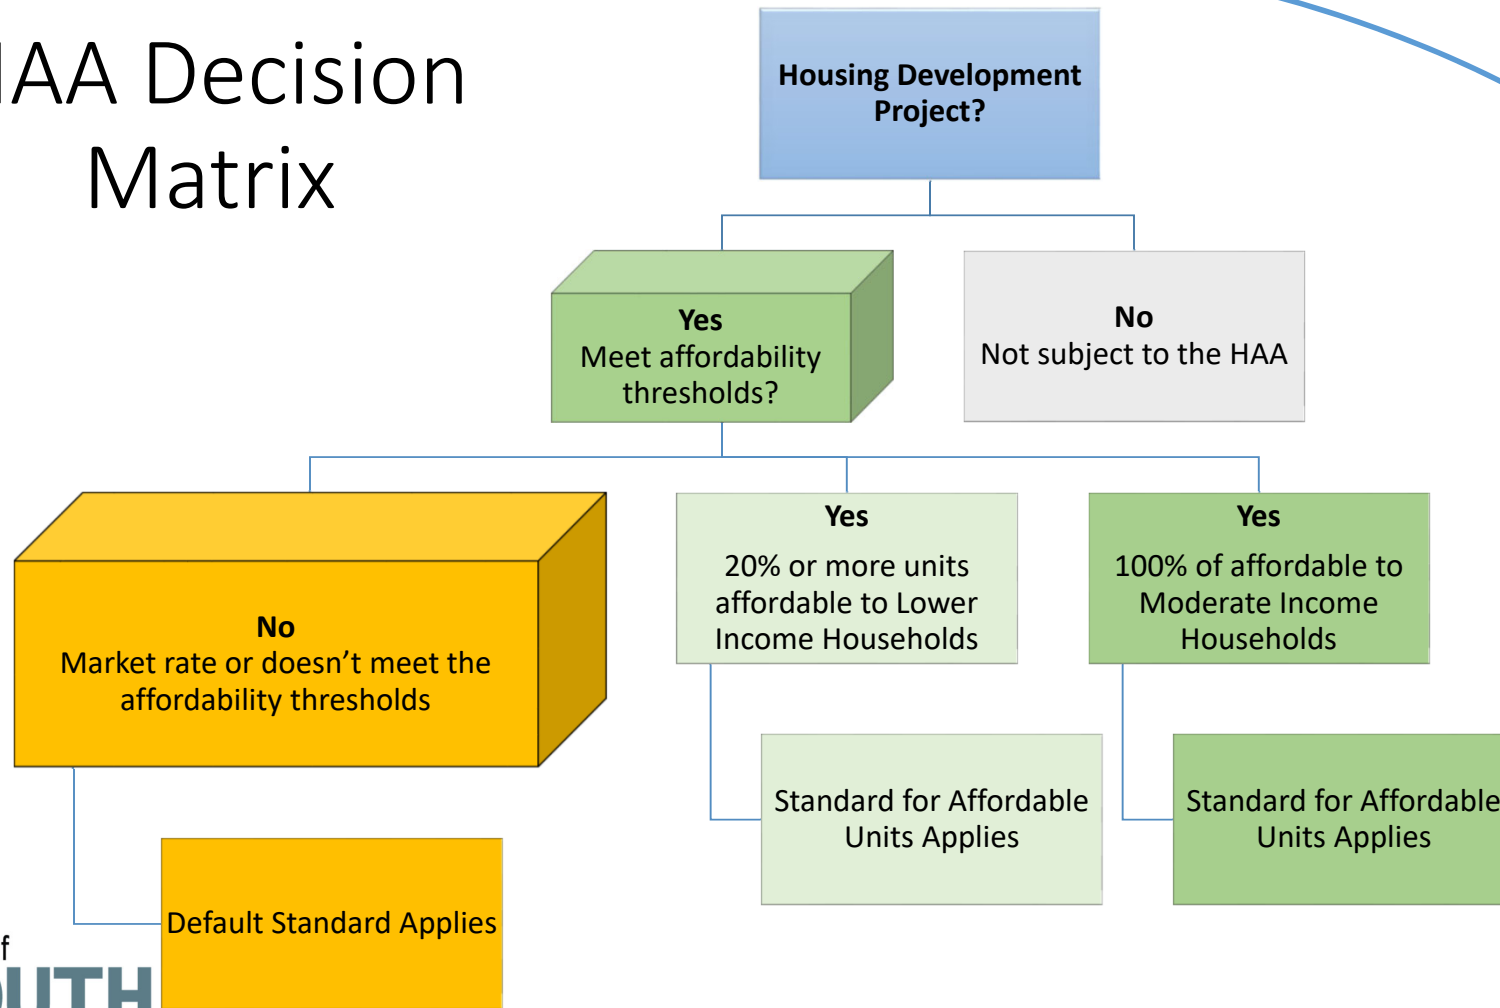 HAA Decision
Matrix
Housing Development
Project?
Yes
Meet affordability
thresholds?
No
Not subject to the HAA
No
Market rate or doesn’t meet the
affordability thresholds
Yes
20% or more units
affordable to Lower
Income Households
Yes
100% of affordable to
Moderate Income
Households
Default Standard Applies
Standard for Affordable
Units Applies
Standard for Affordable
Units Applies